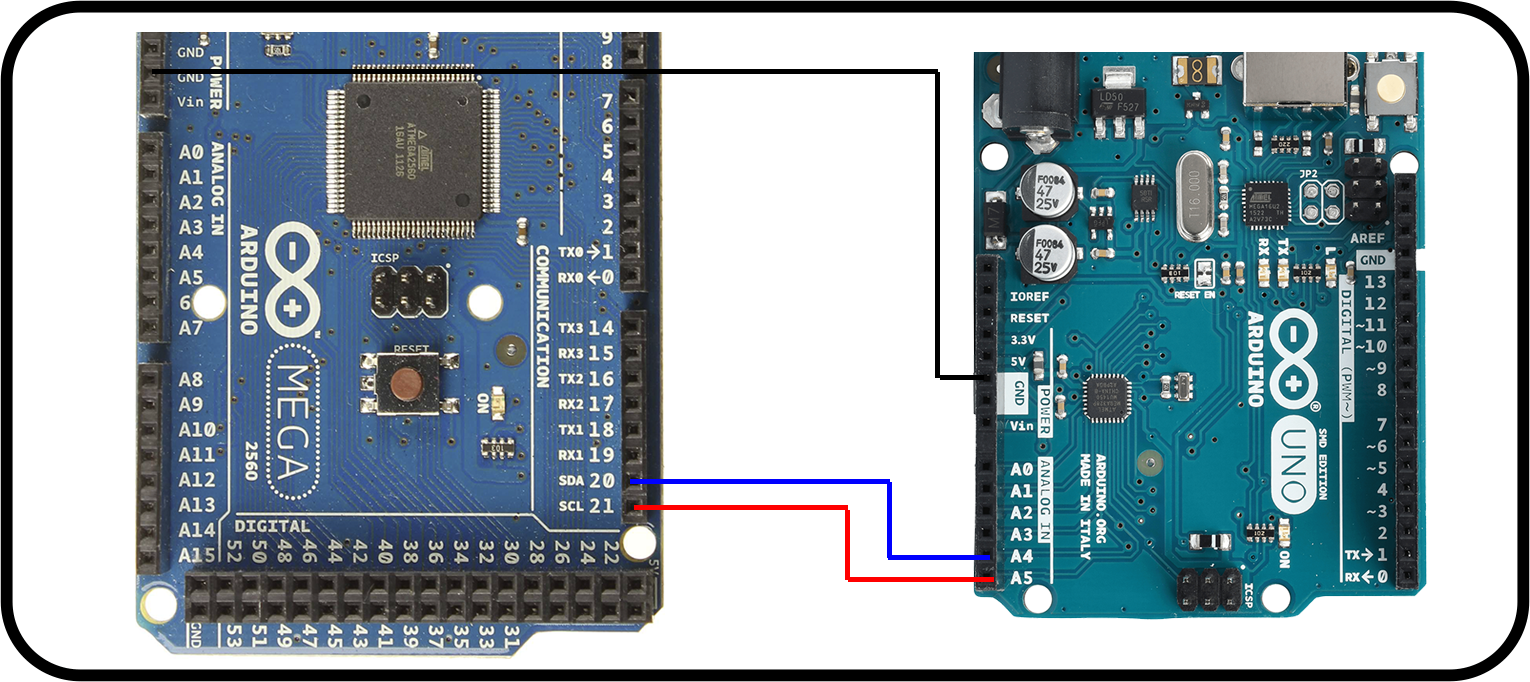 GND
GND
Vin
POWER
A0
A1
A2
A3
A4
A5
6
A7
ANALOG IN
A8
A9
A10
A11
A12
A13
A14
A15
ATMEL
ATMEGA2560
16AU 1126
ARDUINO
MEGA
2560
ICSP
RESET
ON
103
9
8
7
6
5
4
3
2
TX0→1
RX0←0
COMMUNICATION
TX3 14
RX3 15
TX2 16
RX2 17
TX1 18
RX1 19
SDA 20
SCL 21
DIGITAL
52 50 48 46 44 42 40 38 36 34 32 30 28 26 24 22
GND 53 51 49 47 45 43 41 39 37 35 33 31
LD50
F527
8
F0084
47
25V
F0084
47
25V
T16.000
ATMEL
MEGA16U2
1522 TH
JP2
RX
TX
L
RESET EN
IOREF
RESET
3.3V
5V
GND
Vin
POWER
A0
A1
A2
A3
A4
A5
ANALOG IN
ARDUINO.ORG
MADE IN ITALY
ARDUINO
®
UNO
SMD EDITION
AREF
GND
13
12
~11
~10
~9
8
7
~6
~5
4
~3
2
TX→1
RX←0
DIGITAL (PWM~)
ON
ICSP